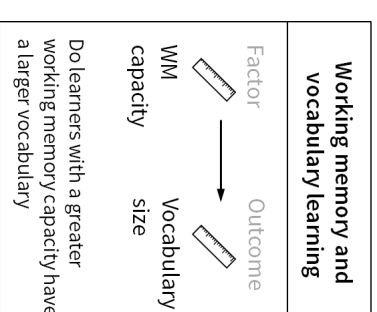 Working memory and
vocabulary learning
Factor
Outcome
WM
capacity
Vocabulary
size
Do learners with a greater
working memory capacity have
a larger vocabulary